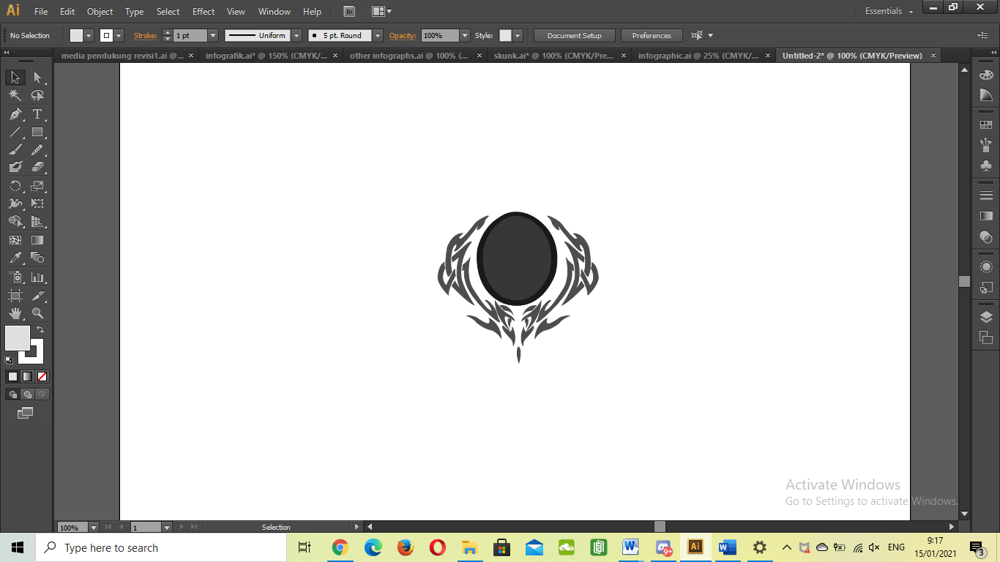 Ai File Edit Object Type Select Effect View Window Help Br Essentials
No Selection Stroke: 1 pt Uniform 5 pt. Round Opacity: 100% Style: Document Setup Preferences
media pendukung revisi1.ai @... × infografik.ai* @ 150% (CMYK/... × other infographs.ai @ 100% (... × skunk.ai* @ 100% (CMYK/Pre... × infographic.ai @ 25% (CMYK/... × Untitled-2* @ 100% (CMYK/Preview) ×
T
Activate Windows
Go to Settings to activate Windows.
100% 1 Selection
Type here to search W 9+ Ai W ENG 9:17
15/01/2021 3